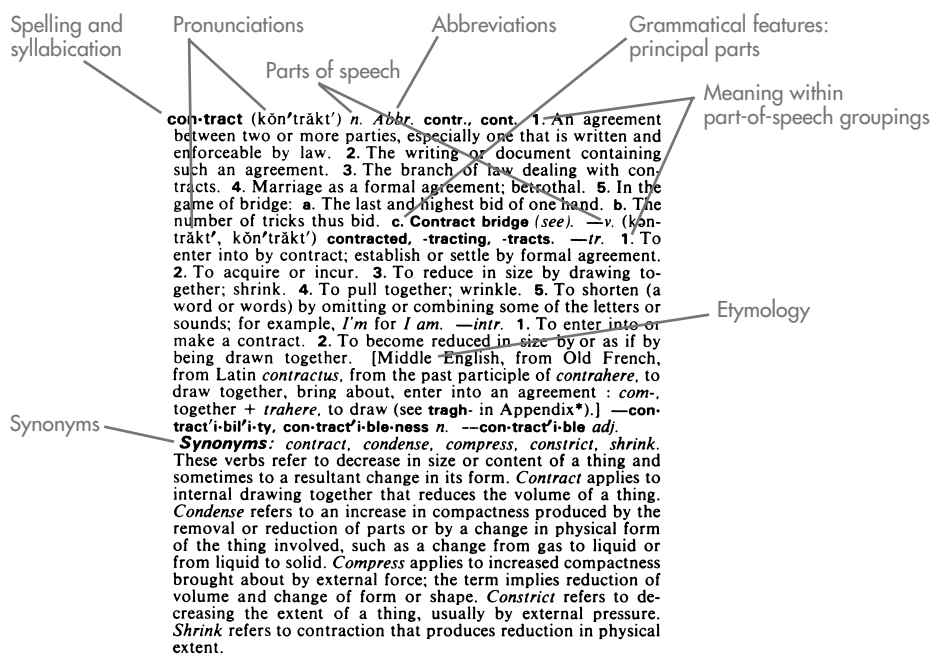 Spelling and
syllabication
Pronunciations
Abbreviations
Grammatical features:
principal parts
Parts of speech
Meaning within
part-of-speech groupings
con·tract (kŏn′trăkt′) n. Abbr. contr., cont. 1. An agreement
between two or more parties, especially one that is written and
enforceable by law. 2. The writing or document containing
such an agreement. 3. The branch of law dealing with con-
tracts. 4. Marriage as a formal agreement; betrothal. 5. In the
game of bridge: a. The last and highest bid of one hand. b. The
number of tricks thus bid. c. Contract bridge (see). —v. (kən-
trăkt′, kŏn′trăkt′) contracted, -tracting, -tracts. —tr. 1. To
enter into by contract; establish or settle by formal agreement.
2. To acquire or incur. 3. To reduce in size by drawing to-
gether; shrink. 4. To pull together; wrinkle. 5. To shorten (a
word or words) by omitting or combining some of the letters or
sounds; for example, I'm for I am. —intr. 1. To enter into or
make a contract. 2. To become reduced in size by or as if by
being drawn together. [Middle English, from Old French,
from Latin contractus, from the past participle of contrahere, to
draw together, bring about, enter into an agreement : com-,
together + trahere, to draw (see tragh- in Appendix*).] —con·
tract′i·bil′i·ty, con·tract′i·ble·ness n. --con·tract′i·ble adj.
Etymology
Synonyms
Synonyms: contract, condense, compress, constrict, shrink.
These verbs refer to decrease in size or content of a thing and
sometimes to a resultant change in its form. Contract applies to
internal drawing together that reduces the volume of a thing.
Condense refers to an increase in compactness produced by the
removal or reduction of parts or by a change in physical form
of the thing involved, such as a change from gas to liquid or
from liquid to solid. Compress applies to increased compactness
brought about by external force; the term implies reduction of
volume and change of form or shape. Constrict refers to de-
creasing the extent of a thing, usually by external pressure.
Shrink refers to contraction that produces reduction in physical
extent.